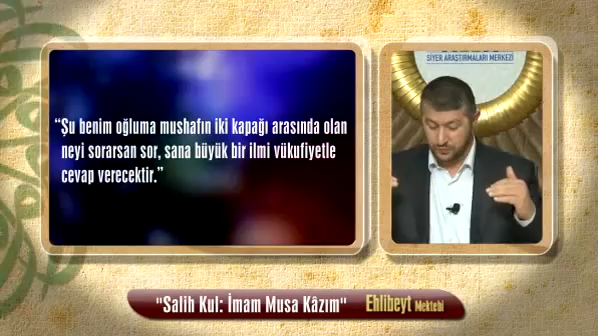 SİYER ARAŞTIRMALARI MERKEZİ
“Şu benim oğluma mushafın iki kapağı arasında olan
neyi sorarsan sor, sana büyük bir ilmi vükufiyetle
cevap verecektir.”
"Salih Kul: İmam Musa Kâzım" Ehlibeyt Mektebi